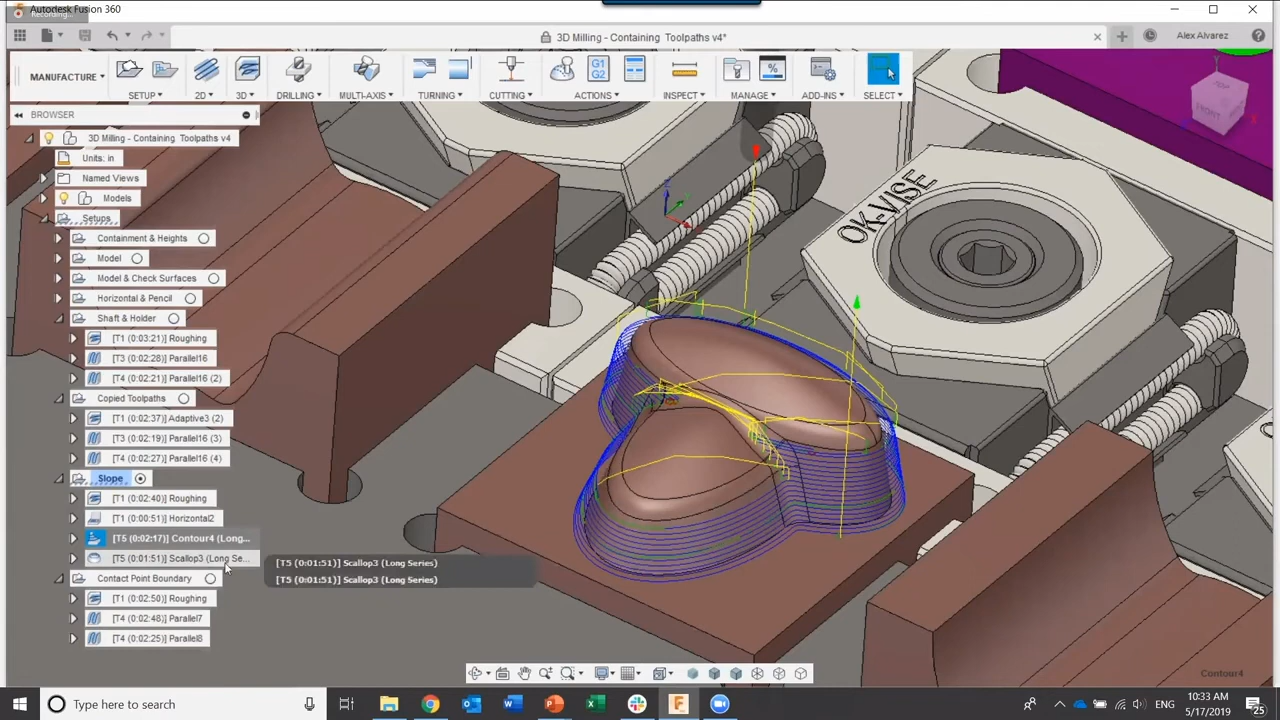 Autodesk Fusion 360
Recording...
3D Milling - Containing Toolpaths v4*
Alex Alvarez
MANUFACTURE
G1
G2
%
SETUP
2D
3D
DRILLING
MULTI-AXIS
TURNING
CUTTING
ACTIONS
INSPECT
MANAGE
ADD-INS
SELECT
BROWSER
3D Milling - Containing Toolpaths v4
Units: in
Named Views
Models
Setups
Containment & Heights
Model
Model & Check Surfaces
Horizontal & Pencil
Shaft & Holder
[T1 (0:03:21)] Roughing
[T3 (0:02:28)] Parallel16
[T4 (0:02:21)] Parallel16 (2)
Copied Toolpaths
[T1 (0:02:37)] Adaptive3 (2)
[T3 (0:02:19)] Parallel16 (3)
[T4 (0:02:27)] Parallel16 (4)
Slope
[T1 (0:02:40)] Roughing
[T1 (0:00:51)] Horizontal2
[T5 (0:02:17)] Contour4 (Long...
[T5 (0:01:51)] Scallop3 (Long Se...
[T5 (0:01:51)] Scallop3 (Long Series)
[T5 (0:01:51)] Scallop3 (Long Series)
Contact Point Boundary
[T1 (0:02:50)] Roughing
[T4 (0:02:48)] Parallel7
[T4 (0:02:25)] Parallel8
OK-VISE
TOP
FRONT
RIGHT
Z
Contour4
Type here to search
ENG
10:33 AM
5/17/2019
25